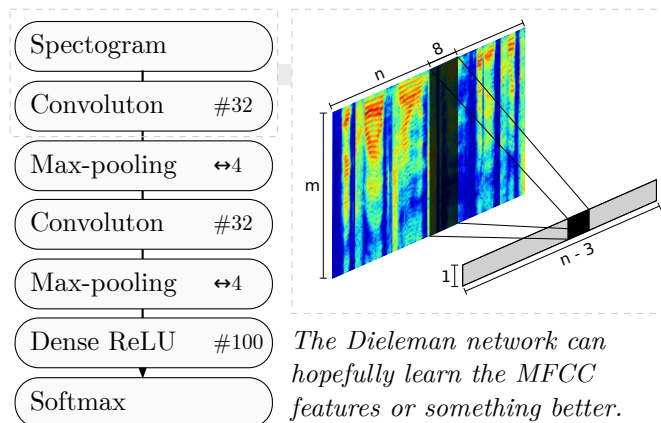 Spectogram
Convoluton #32
Max-pooling ↔4
Convoluton #32
Max-pooling ↔4
Dense ReLU #100
Softmax
n
8
m
1
n - 3
The Dieleman network can
hopefully learn the MFCC
features or something better.